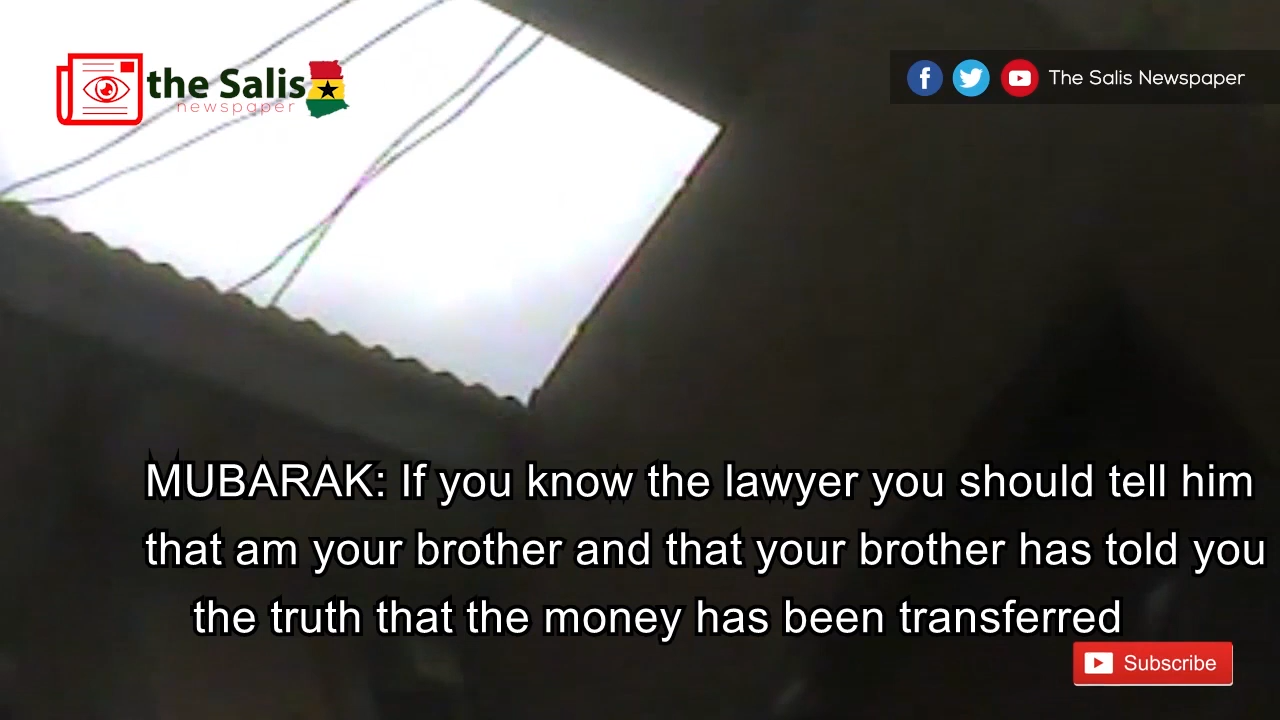 the Salis
newspaper
The Salis Newspaper
MUBARAK: If you know the lawyer you should tell him
that am your brother and that your brother has told you
the truth that the money has been transferred
Subscribe